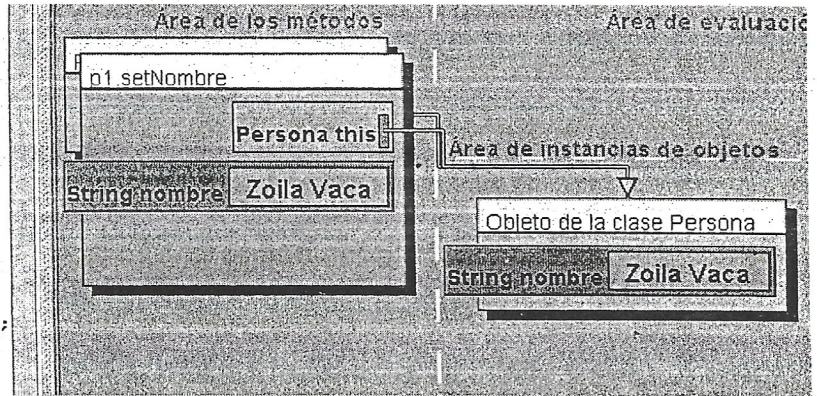 Área de los métodos
Área de evaluació
p1.setNombre
Persona this
String nombre Zoila Vaca
Área de instancias de objetos
Objeto de la clase Persona
String nombre Zoila Vaca
;